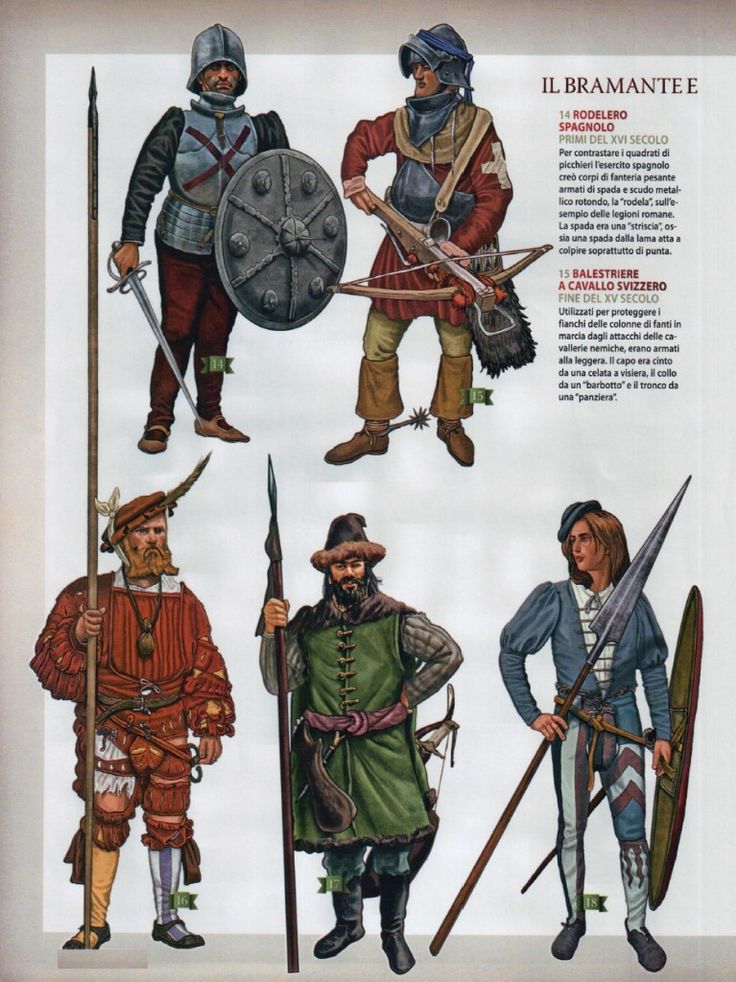 IL BRAMANTE E
14 RODELERO
SPAGNOLO
PRIMI DEL XVI SECOLO
Per contrastare i quadrati di
picchieri l'esercito spagnolo
creò corpi di fanteria pesante
armati di spada e scudo metal-
lico rotondo, la "rodela", sull'e-
sempio delle legioni romane.
La spada era una "striscia", os-
sia una spada dalla lama atta a
colpire soprattutto di punta.
15 BALESTRIERE
A CAVALLO SVIZZERO
FINE DEL XV SECOLO
Utilizzati per proteggere i
fianchi delle colonne di fanti in
marcia dagli attacchi delle ca-
vallerie nemiche, erano armati
alla leggera. Il capo era cinto
da una celata a visiera, il collo
da un "barbotto" e il tronco da
una "panziera".
14
15
16
17
18